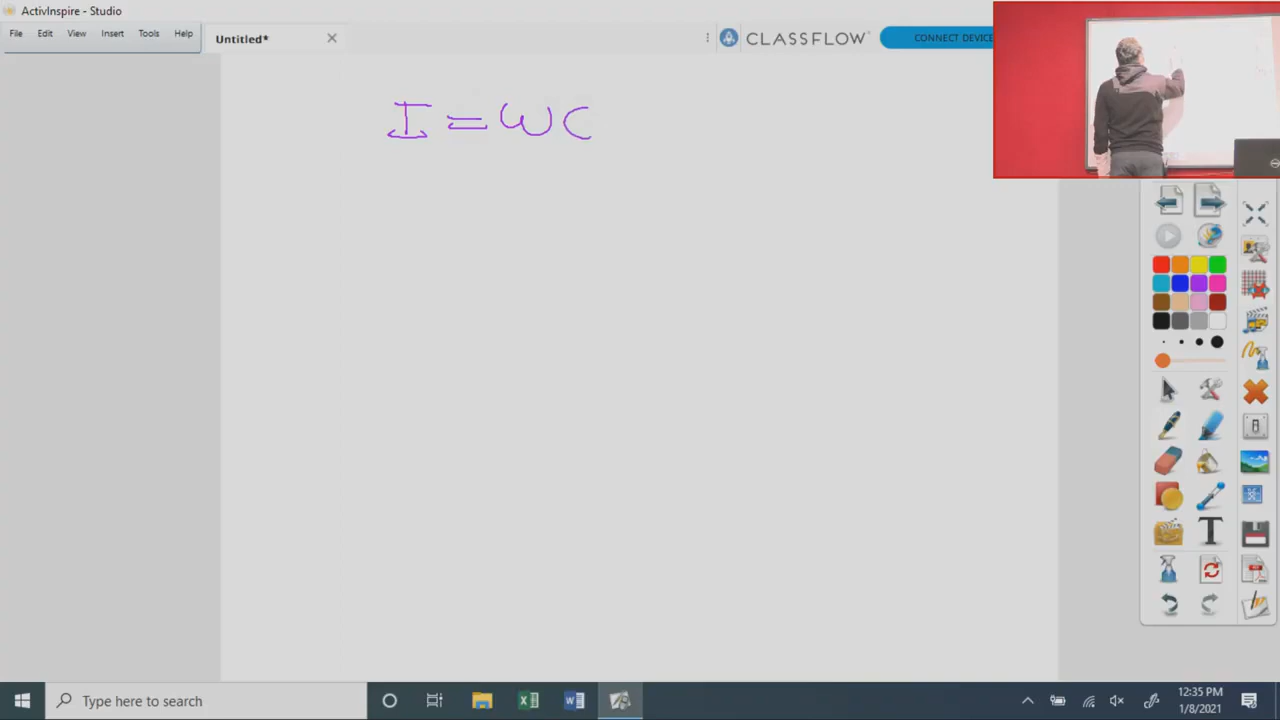 ActivInspire - Studio
File Edit View Insert Tools Help
Untitled*
CLASSFLOW
CONNECT DEVICE
I = ωC
T
Type here to search
12:35 PM
1/8/2021